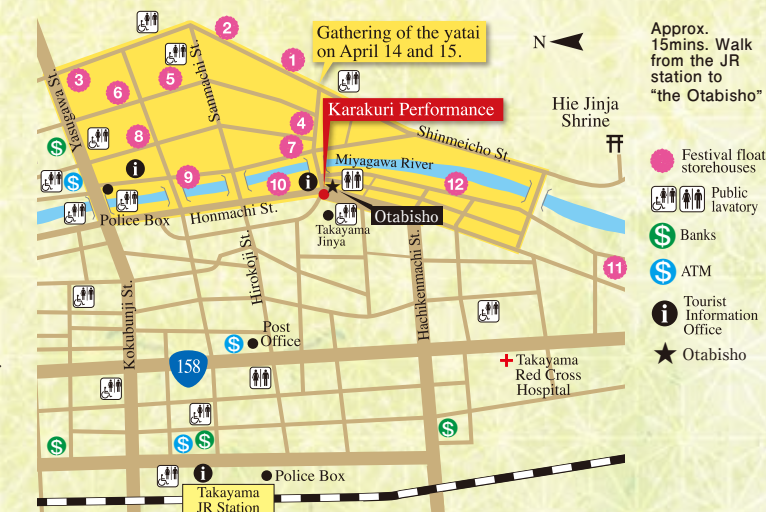 Gathering of the yatai
on April 14 and 15.
Karakuri Performance
N
Approx.
15mins. Walk
from the JR
station to
“the Otabisho”
Hie Jinja
Shrine
Yasugawa St.
Sannachi St.
Shinmeicho St.
Miyagawa River
1
2
3
4
5
6
7
8
9
10
11
12
i
i
Police Box
Honmachi St.
Otabisho
Takayama
Jinya
Kokubunji St.
Hirokoji St.
Hachikenmachi St.
Post
Office
158
Takayama
Red Cross
Hospital
$
$
$
$
$
$
i
Police Box
Takayama
JR Station
Festival float
storehouses
Public
lavatory
$ Banks
$ ATM
i Tourist
Information
Office
Otabisho